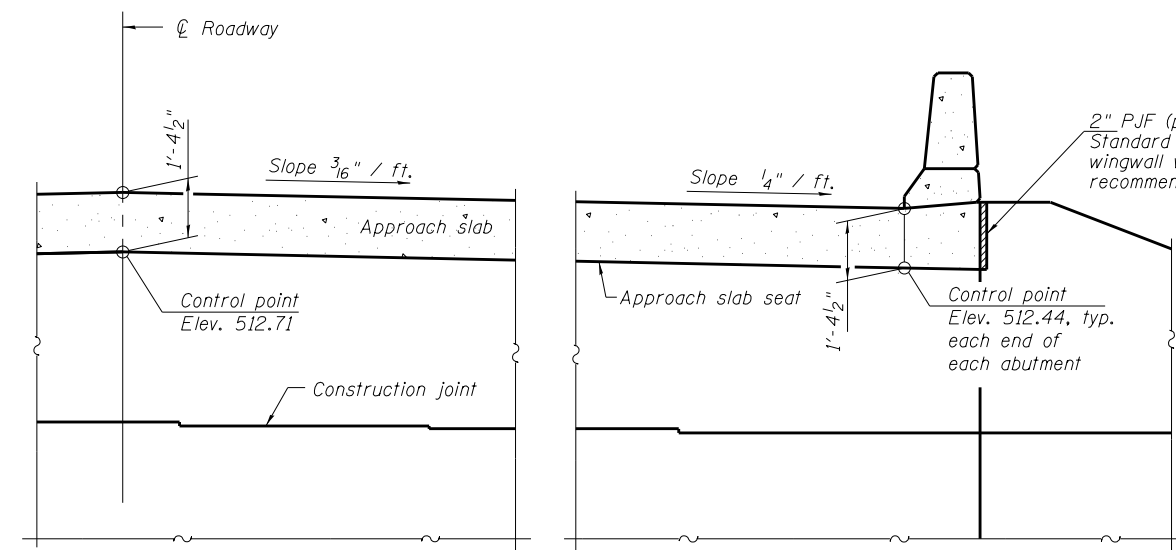 ℄ Roadway
1'-4½"
Slope 3/16" / ft.
Approach slab
Control point
Elev. 512.71
Construction joint
Slope 1/4" / ft.
2" PJF (p
Standard
wingwall
recommen
Approach slab seat
1'-4½"
Control point
Elev. 512.44, typ.
each end of
each abutment